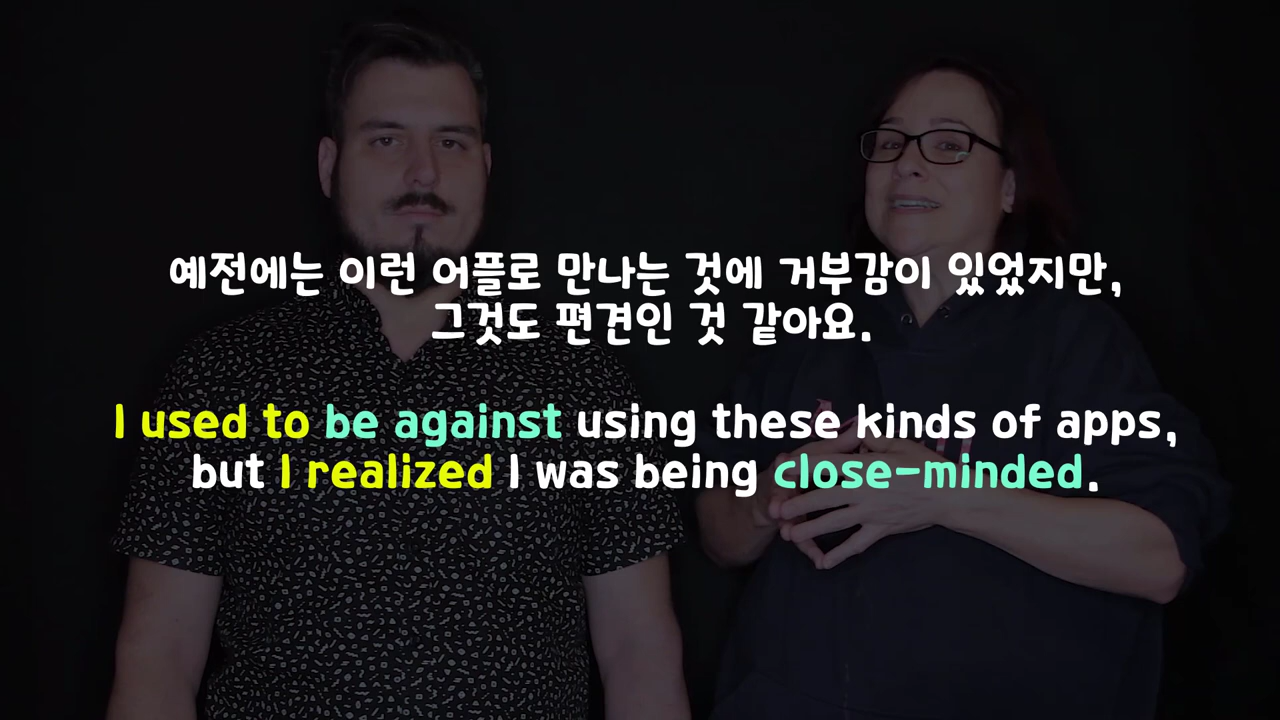 예전에는 이런 어플로 만나는 것에 거부감이 있었지만,
그것도 편견인 것 같아요.
I used to be against using these kinds of apps,
but I realized I was being close-minded.